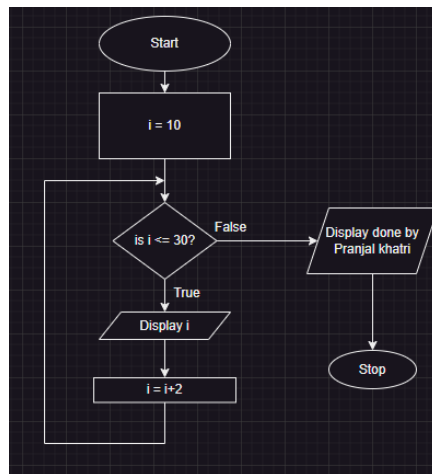 Start
i = 10
is i <= 30?
False
Display done by
Pranjal khatri
True
Display i
i = i+2
Stop